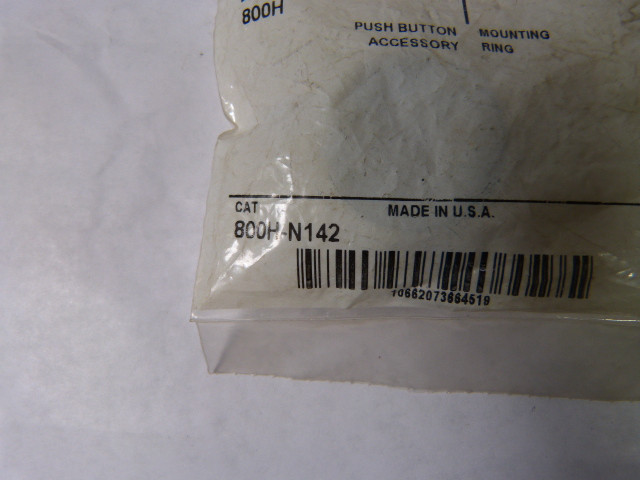 800H
PUSH BUTTON MOUNTING
ACCESSORY RING
CAT. MADE IN U.S.A.
800H-N142
10662073664519